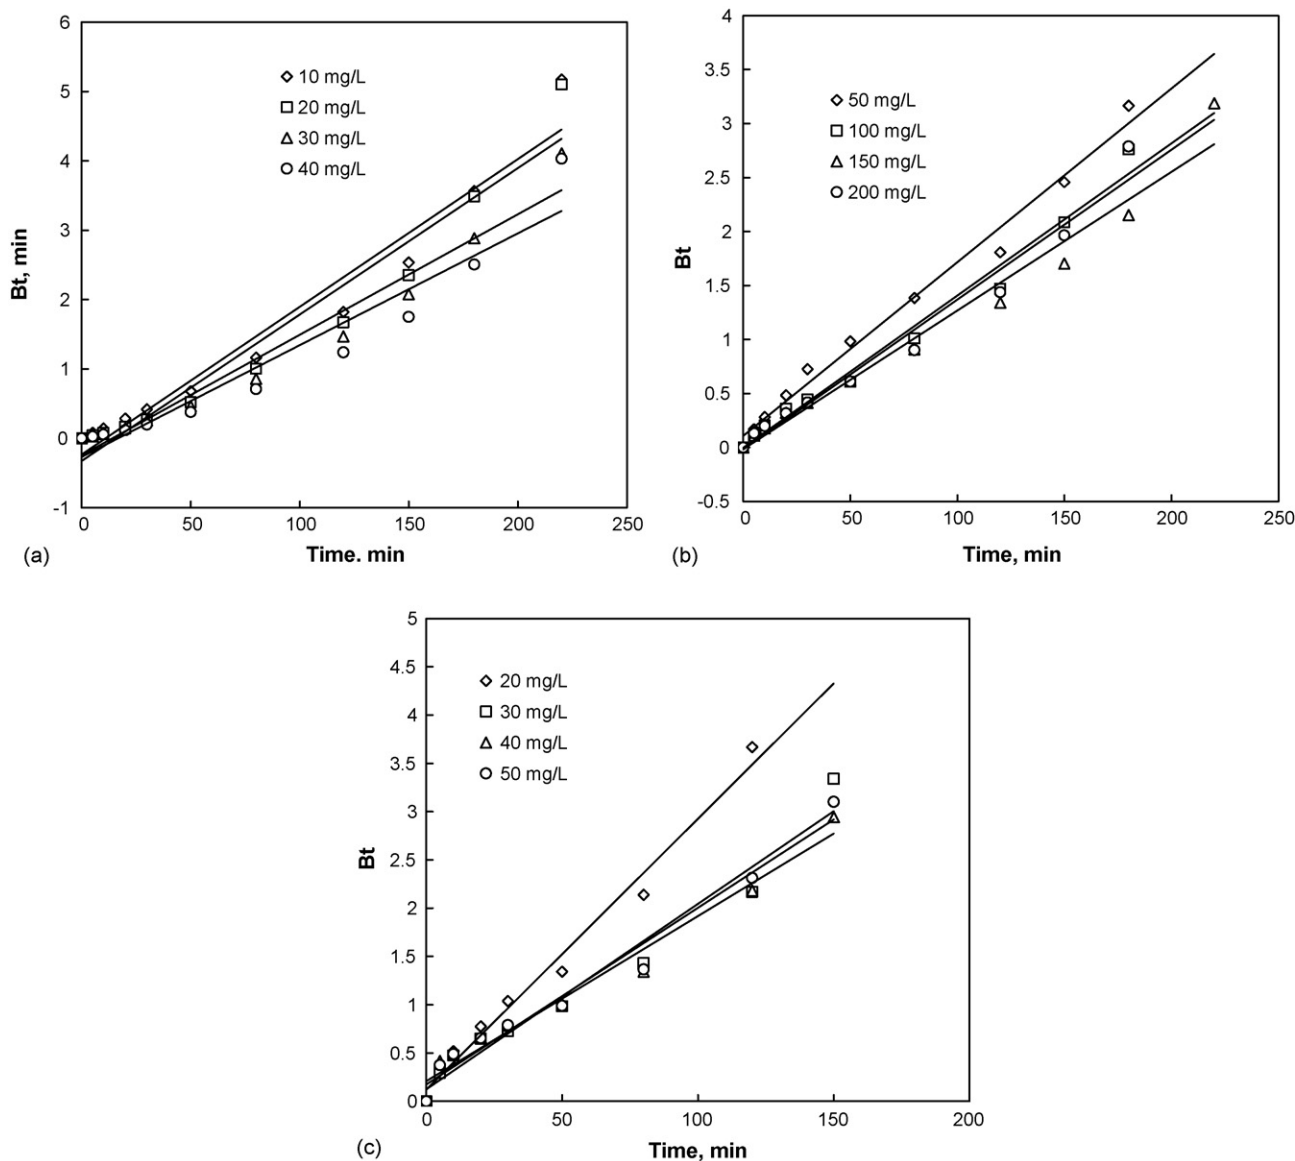 6
5
4
3
2
1
0
-1
Bt, min
10 mg/L
20 mg/L
30 mg/L
40 mg/L
0 50 100 150 200 250
Time. min
(a)
4
3.5
3
2.5
2
1.5
1
0.5
0
-0.5
Bt
50 mg/L
100 mg/L
150 mg/L
200 mg/L
0 50 100 150 200 250
Time, min
(b)
5
4.5
4
3.5
3
2.5
2
1.5
1
0.5
0
Bt
20 mg/L
30 mg/L
40 mg/L
50 mg/L
0 50 100 150 200
Time, min
(c)